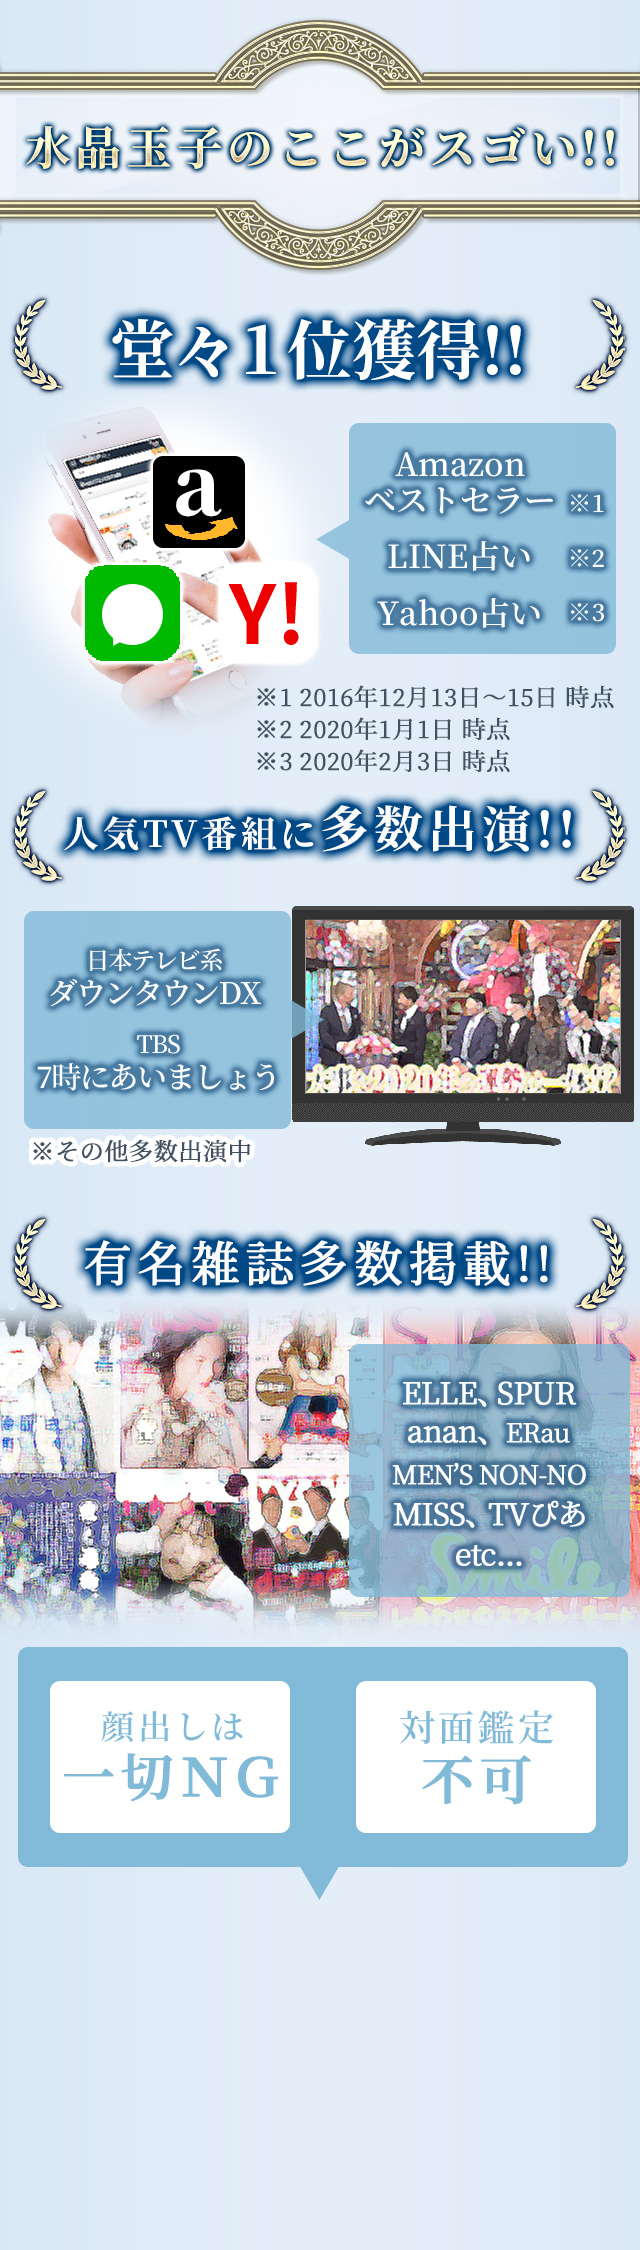 水晶玉子のここがスゴい!!
堂々1位獲得!!
a
Y!
Amazon
ベストセラー ※1
LINE占い ※2
Yahoo占い ※3
※1 2016年12月13日〜15日 時点
※2 2020年1月1日 時点
※3 2020年2月3日 時点
人気TV番組に多数出演!!
日本テレビ系
ダウンタウンDX
TBS
7時にあいましょう
※その他多数出演中
有名雑誌多数掲載!!
ELLE、SPUR
anan、ERau
MEN'S NON-NO
MISS、TVぴあ
etc...
Smile
顔出しは
一切NG
対面鑑定
不可